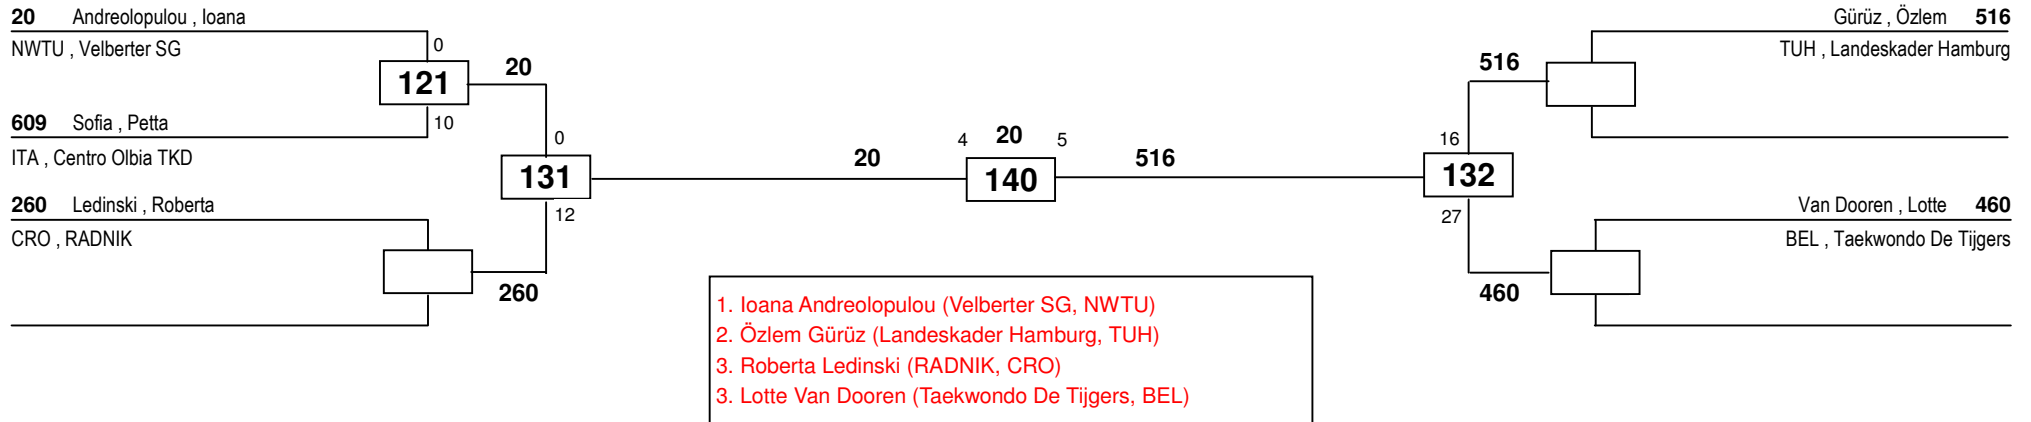 20 Andreolopulou , Ioana
NWTU , Velberter SG
0
121
20
10
609 Sofia , Petta
ITA , Centro Olbia TKD
0
131
12
260 Ledinski , Roberta
CRO , RADNIK
260
20
4 20 5
140
516
Gürüz , Özlem 516
TUH , Landeskader Hamburg
516
16
132
27
Van Dooren , Lotte 460
BEL , Taekwondo De Tijgers
460
1. Ioana Andreolopulou (Velberter SG, NWTU)
2. Özlem Gürüz (Landeskader Hamburg, TUH)
3. Roberta Ledinski (RADNIK, CRO)
3. Lotte Van Dooren (Taekwondo De Tijgers, BEL)